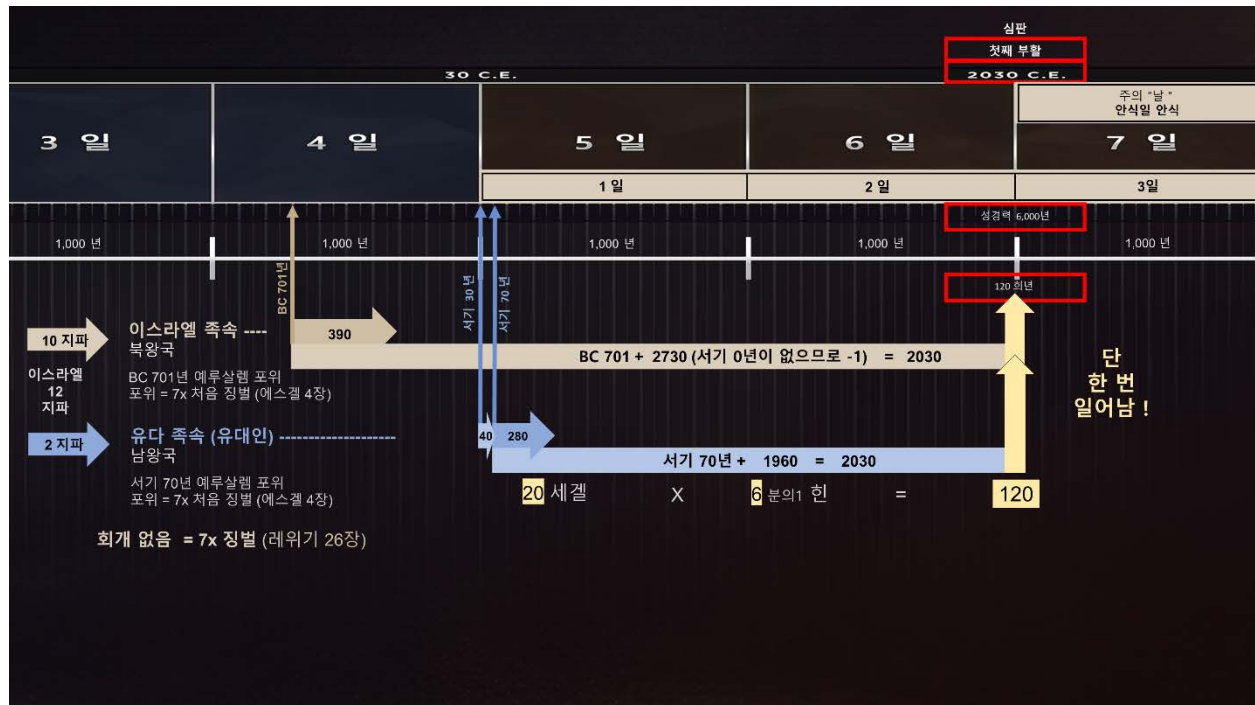 심판
첫째 부활
30 C.E.
2030 C.E.
주의 "날 "
안식일 안식
3 일
4 일
5 일
6 일
7 일
1 일
2 일
3일
성경력 6,000년
1,000 년
1,000 년
1,000 년
1,000 년
1,000 년
BC 701년
서기 30 년
서기 70 년
120 희년
10 지파
이스라엘 족속 ----
북왕국
390
BC 701 + 2730 (서기 0년이 없으므로 -1) = 2030
이스라엘
12
지파
BC 701년 예루살렘 포위
포위 = 7x 처음 징벌 (에스겔 4장)
단
한 번
일어남 !
2 지파
유다 족속 (유대인) --------------------
남왕국
40
280
서기 70년 + 1960 = 2030
서기 70년 예루살렘 포위
포위 = 7x 처음 징벌 (에스겔 4장)
20 세겔 X 6 분의1 힌 = 120
회개 없음 = 7x 징벌 (레위기 26장)